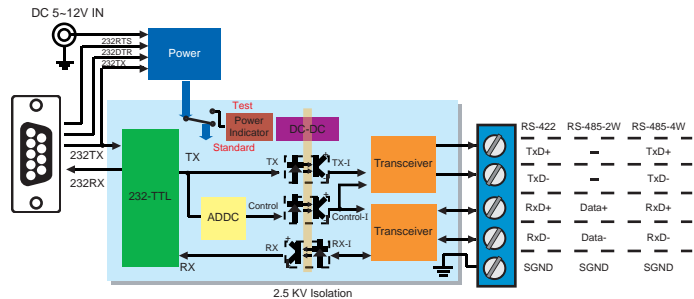 DC 5~12V IN
232RTS
232DTR
232TX
Power
Test
Power
Indicator
DC-DC
Standard
RS-422 RS-485-2W RS-485-4W
232TX
232RX
TX
TX
TX-I
Transceiver
TxD+ – TxD+
TxD- – TxD-
232-TTL
ADDC
Control
Control-I
Transceiver
RxD+ Data+ RxD+
RxD- Data- RxD-
RX
RX
RX-I
SGND SGND SGND
2.5 KV Isolation